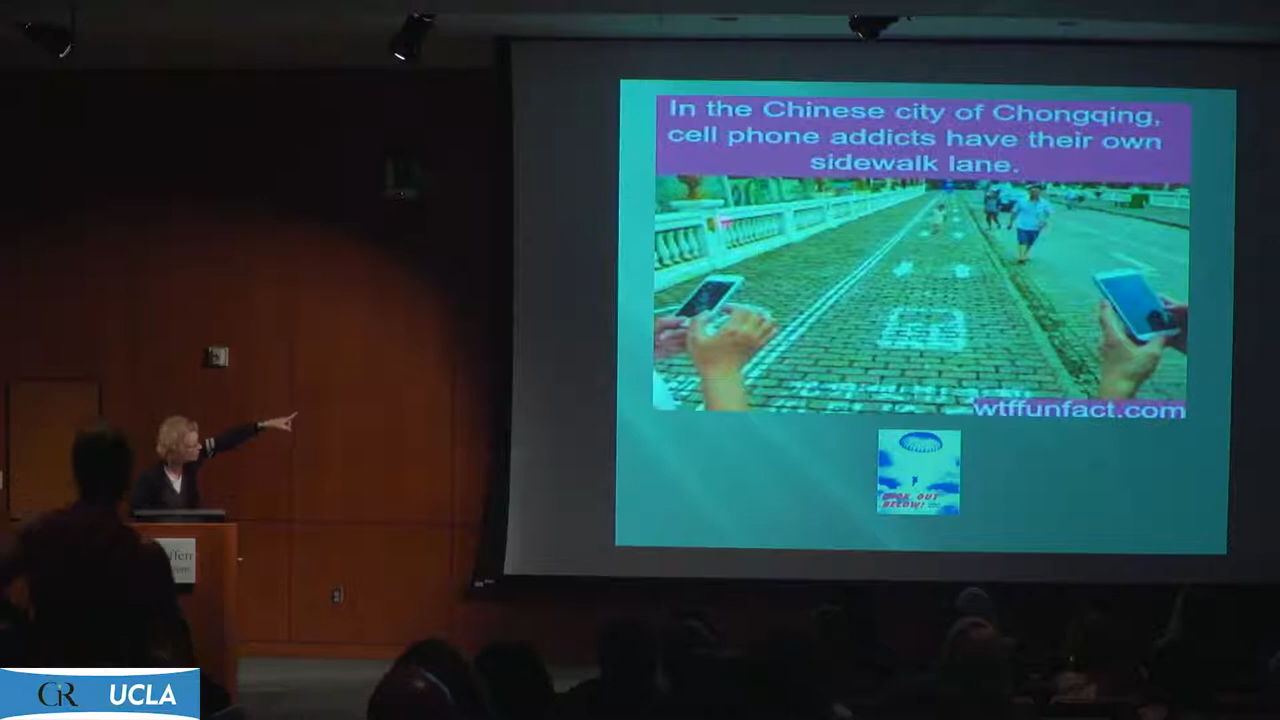 In the Chinese city of Chongqing,
cell phone addicts have their own
sidewalk lane.
wtffunfact.com
LOOK OUT
BELOW!
CR UCLA